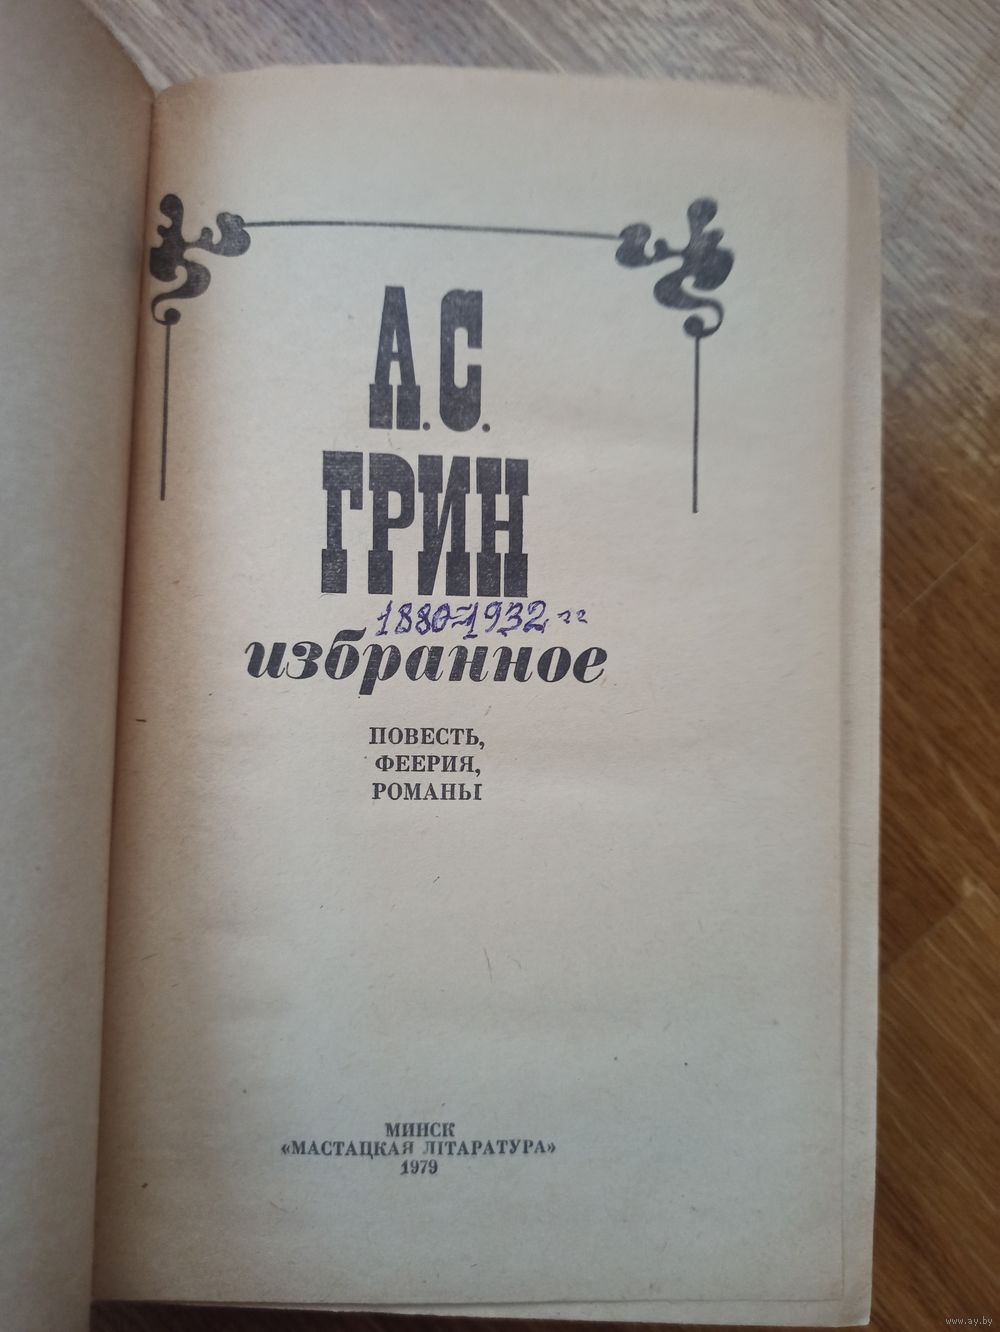 А.С.
ГРИН
1880-1932 гг
избранное
ПОВЕСТЬ,
ФЕЕРИЯ,
РОМАНЫ
МИНСК
«МАСТАЦКАЯ ЛІТАРАТУРА»
1979
www.ay.by